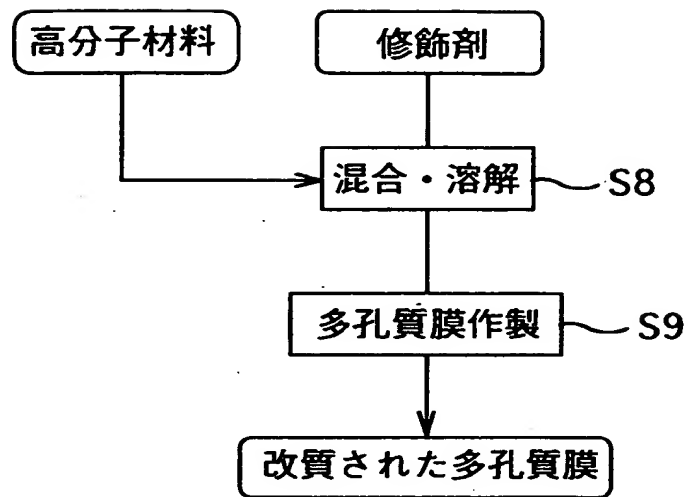 高分子材料
修飾剤
混合・溶解
S8
多孔質膜作製
S9
改質された多孔質膜